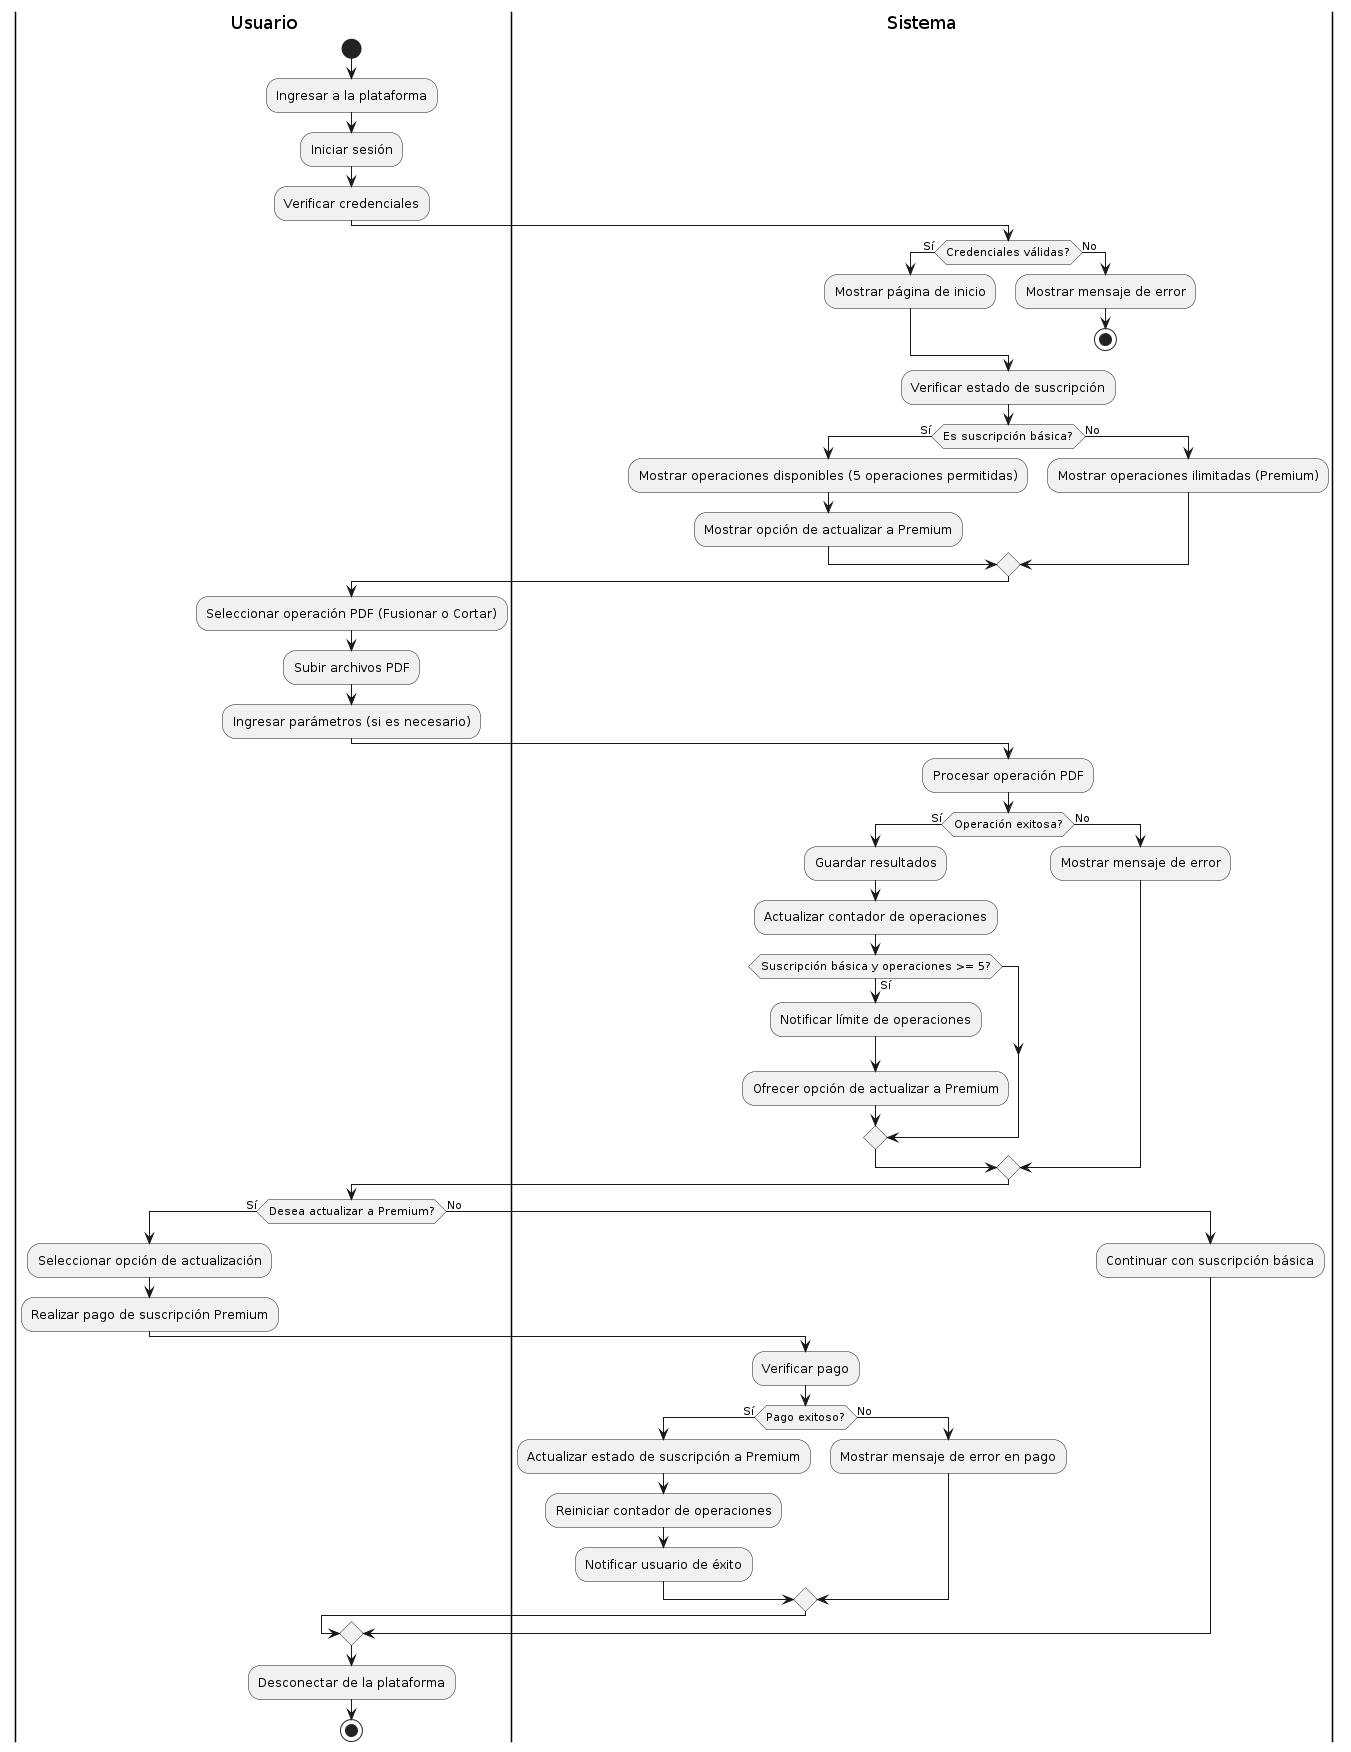 Usuario
Sistema
Ingresar a la plataforma
Iniciar sesión
Verificar credenciales
Sí
Credenciales válidas?
No
Mostrar página de inicio
Mostrar mensaje de error
Verificar estado de suscripción
Sí
Es suscripción básica?
No
Mostrar operaciones disponibles (5 operaciones permitidas)
Mostrar operaciones ilimitadas (Premium)
Mostrar opción de actualizar a Premium
Seleccionar operación PDF (Fusionar o Cortar)
Subir archivos PDF
Ingresar parámetros (si es necesario)
Procesar operación PDF
Sí
Operación exitosa?
No
Guardar resultados
Mostrar mensaje de error
Actualizar contador de operaciones
Suscripción básica y operaciones >= 5?
Sí
Notificar límite de operaciones
Ofrecer opción de actualizar a Premium
Sí
Desea actualizar a Premium?
No
Seleccionar opción de actualización
Continuar con suscripción básica
Realizar pago de suscripción Premium
Verificar pago
Sí
Pago exitoso?
No
Actualizar estado de suscripción a Premium
Mostrar mensaje de error en pago
Reiniciar contador de operaciones
Notificar usuario de éxito
Desconectar de la plataforma